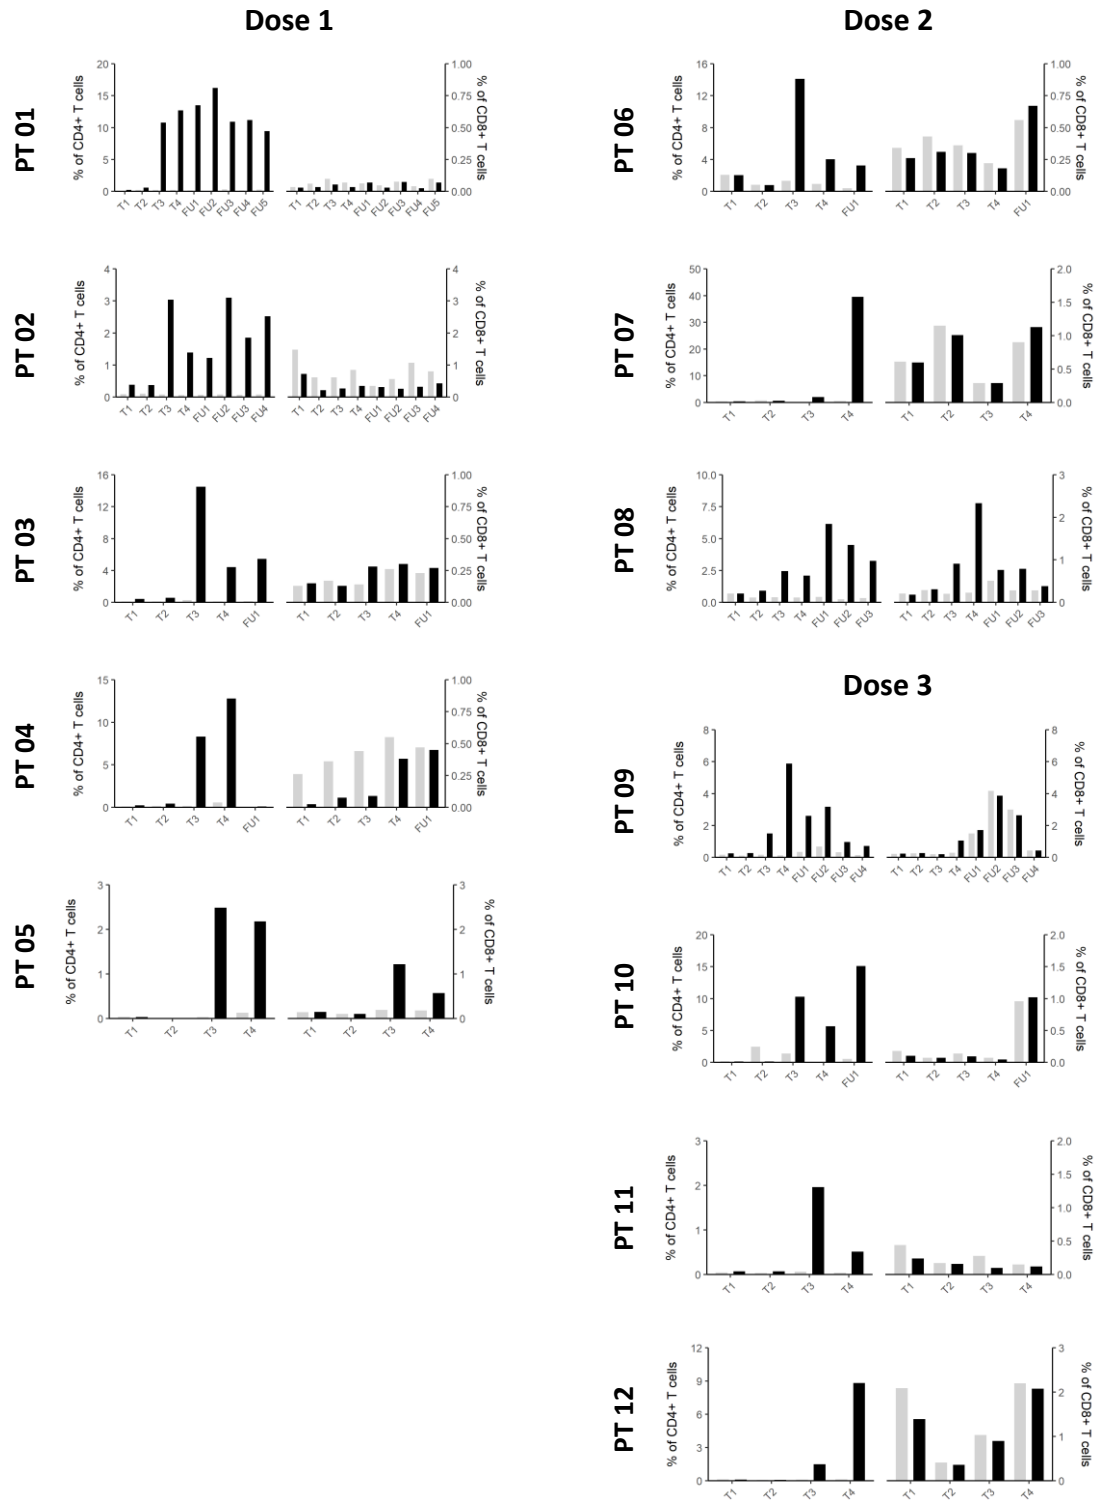 Dose 1
PT 01
% of CD4+ T cells
20
15
10
5
0
T1 T2 T3 T4 FU1 FU2 FU3 FU4 FU5
T1 T2 T3 T4 FU1 FU2 FU3 FU4 FU5
1.00
0.75
0.50
0.25
0.00
% of CD8+ T cells
PT 02
% of CD4+ T cells
4
3
2
1
0
T1 T2 T3 T4 FU1 FU2 FU3 FU4
T1 T2 T3 T4 FU1 FU2 FU3 FU4
4
3
2
1
0
% of CD8+ T cells
PT 03
% of CD4+ T cells
16
12
8
4
0
T1 T2 T3 T4 FU1
T1 T2 T3 T4 FU1
1.00
0.75
0.50
0.25
0.00
% of CD8+ T cells
PT 04
% of CD4+ T cells
15
10
5
0
T1 T2 T3 T4 FU1
T1 T2 T3 T4 FU1
1.00
0.75
0.50
0.25
0.00
% of CD8+ T cells
PT 05
% of CD4+ T cells
3
2
1
0
T1 T2 T3 T4
T1 T2 T3 T4
3
2
1
0
% of CD8+ T cells
Dose 2
PT 06
% of CD4+ T cells
16
12
8
4
0
T1 T2 T3 T4 FU1
T1 T2 T3 T4 FU1
1.00
0.75
0.50
0.25
0.00
% of CD8+ T cells
PT 07
% of CD4+ T cells
50
40
30
20
10
0
T1 T2 T3 T4
T1 T2 T3 T4
2.0
1.5
1.0
0.5
0.0
% of CD8+ T cells
PT 08
% of CD4+ T cells
10.0
7.5
5.0
2.5
0.0
T1 T2 T3 T4 FU1 FU2 FU3
T1 T2 T3 T4 FU1 FU2 FU3
3
2
1
0
% of CD8+ T cells
Dose 3
PT 09
% of CD4+ T cells
8
6
4
2
0
T1 T2 T3 T4 FU1 FU2 FU3 FU4
T1 T2 T3 T4 FU1 FU2 FU3 FU4
8
6
4
2
0
% of CD8+ T cells
PT 10
% of CD4+ T cells
20
15
10
5
0
T1 T2 T3 T4 FU1
T1 T2 T3 T4 FU1
2.0
1.5
1.0
0.5
0.0
% of CD8+ T cells
PT 11
% of CD4+ T cells
3
2
1
0
T1 T2 T3 T4
T1 T2 T3 T4
2.0
1.5
1.0
0.5
0.0
% of CD8+ T cells
PT 12
% of CD4+ T cells
12
9
6
3
0
T1 T2 T3 T4
T1 T2 T3 T4
3
2
1
0
% of CD8+ T cells